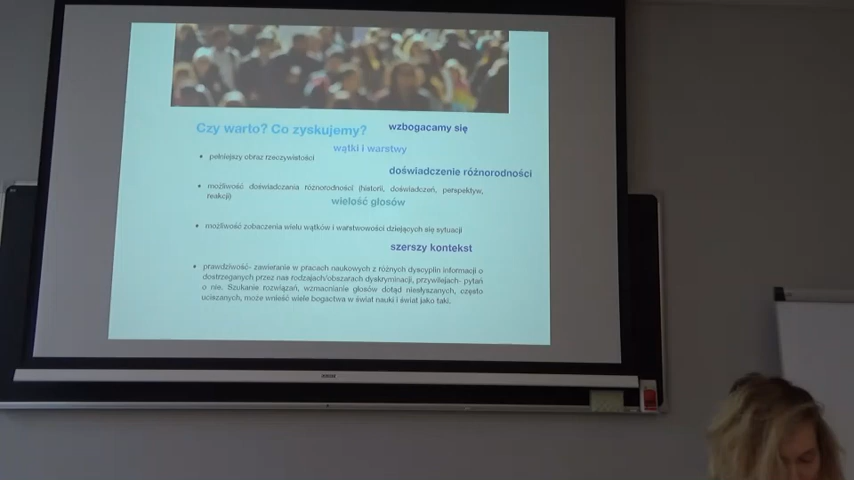 Czy warto? Co zyskujemy?
wzbogacamy się
wątki i warstwy
• pełniejszy obraz rzeczywistości
doświadczenie różnorodności
• możliwość doświadczania różnorodności (historii, doświadczeń, perspektyw,
reakcji)
wielość głosów
• możliwość zobaczenia wielu wątków i warstwowości dziejących się sytuacji
szerszy kontekst
• prawdziwość- zawieranie w pracach naukowych z różnych dyscyplin informacji o
dostrzeganych przez nas rodzajach/obszarach dyskryminacji, przywilejach- pytań
o nie. Szukanie rozwiązań, wzmacnianie głosów dotąd niesłyszanych, często
uciszanych, może wnieść wiele bogactwa w świat nauki i świat jako taki.